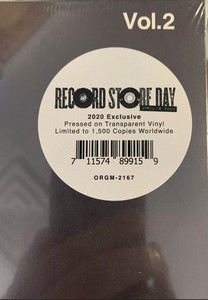 Vol.2
RECORD STORE DAY
2020 Exclusive
Pressed on Transparent Vinyl
Limited to 1,500 Copies Worldwide
7 11574 89915 9
ORGM-2167